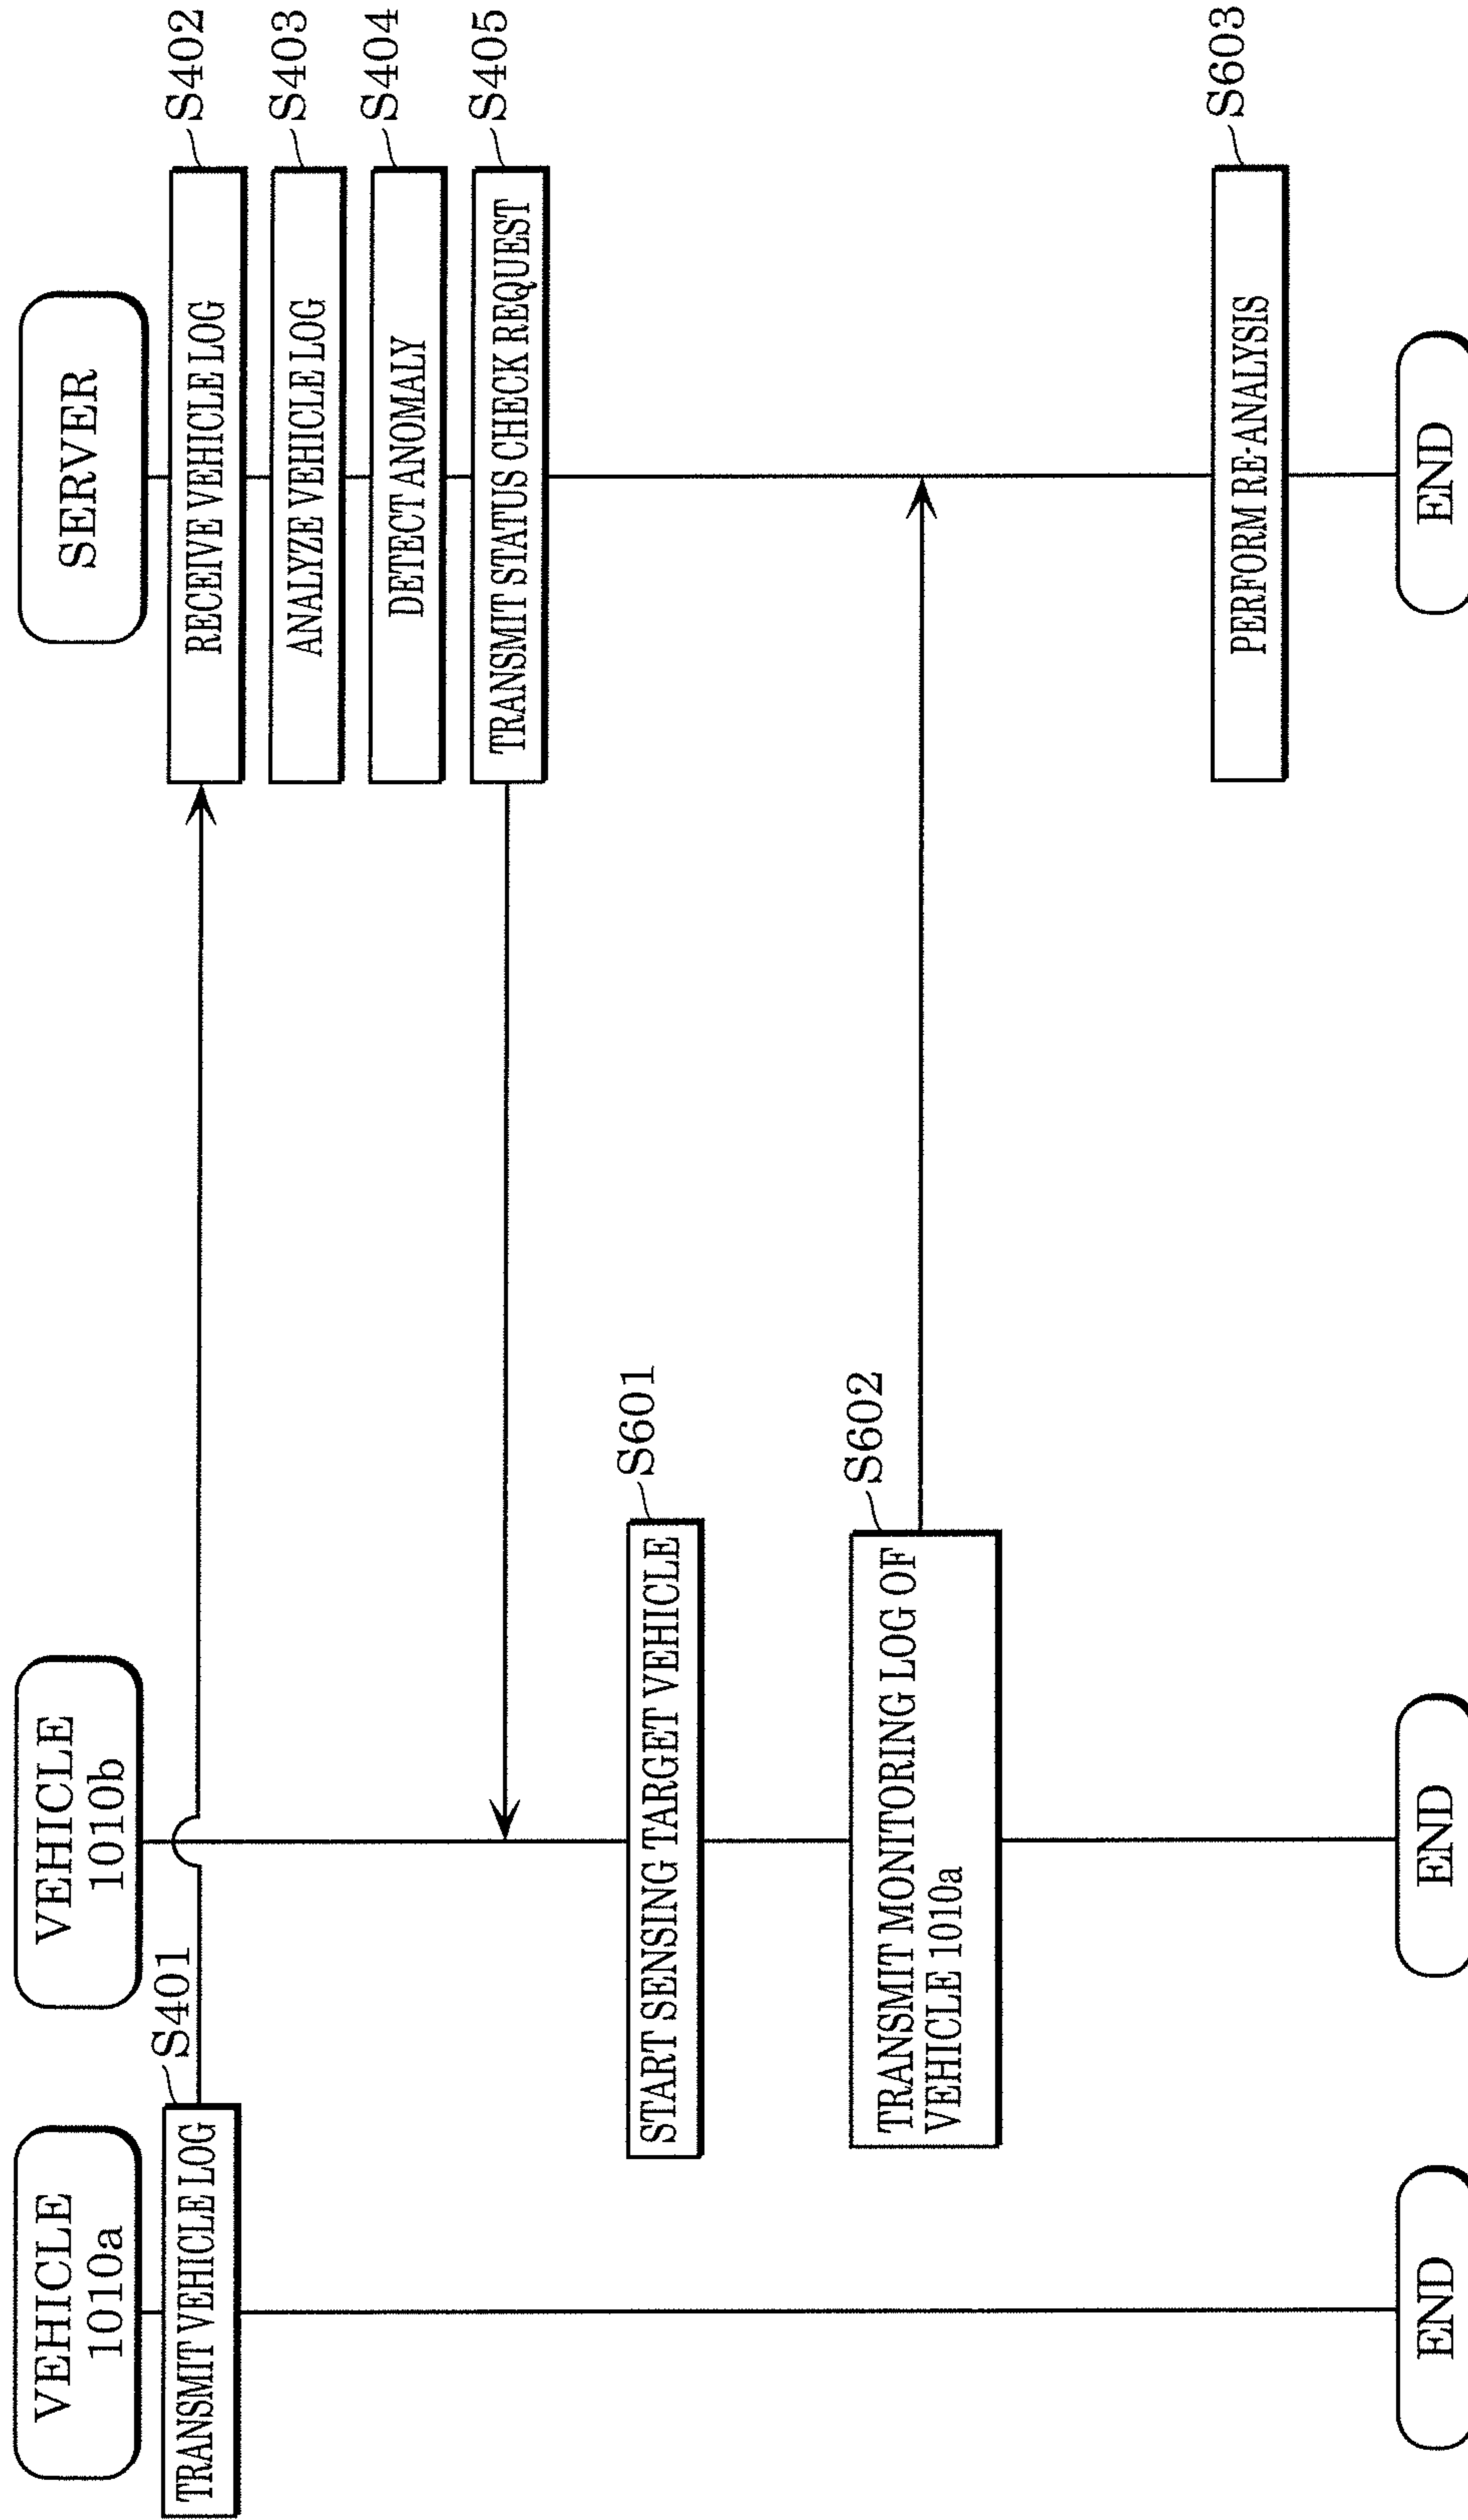 VEHICLE
1010a
VEHICLE
1010b
SERVER
S401
TRANSMIT VEHICLE LOG
S402
RECEIVE VEHICLE LOG
S403
ANALYZE VEHICLE LOG
S404
DETECT ANOMALY
S405
TRANSMIT STATUS CHECK REQUEST
S601
START SENSING TARGET VEHICLE
S602
TRANSMIT MONITORING LOG OF
VEHICLE 1010a
S603
PERFORM RE-ANALYSIS
END
END
END